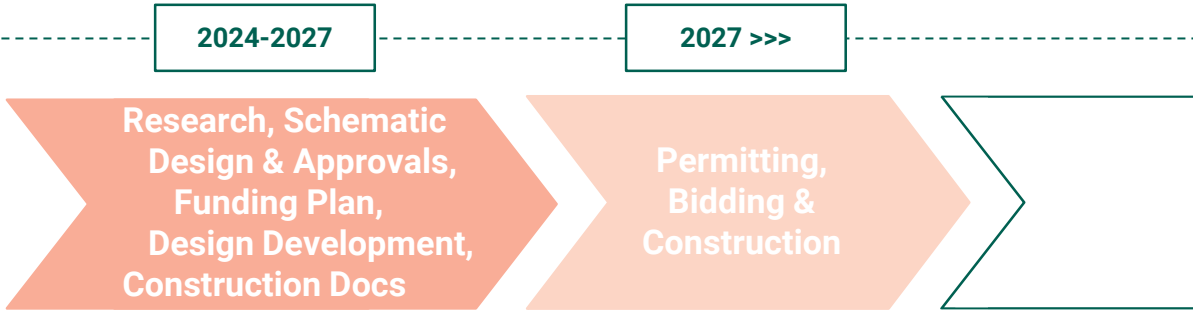 2024-2027
2027 >>>
Research, Schematic
Design & Approvals,
Funding Plan,
Design Development,
Construction Docs
Permitting,
Bidding &
Construction